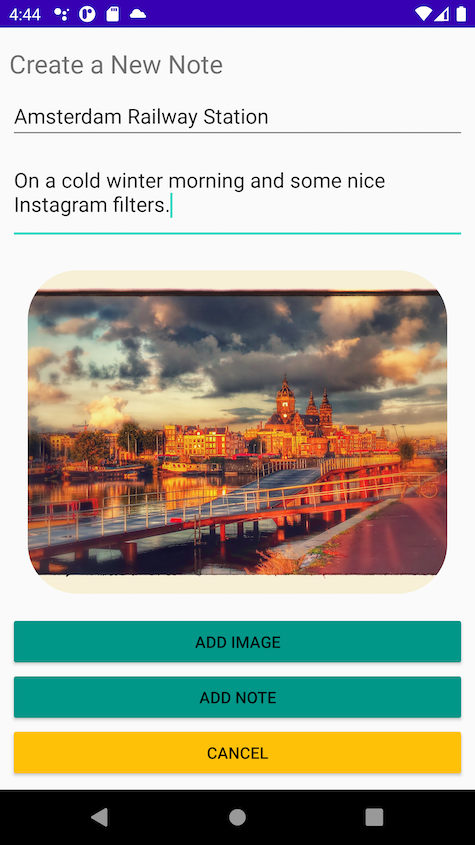 4:44
Create a New Note
Amsterdam Railway Station
On a cold winter morning and some nice
Instagram filters.
ADD IMAGE
ADD NOTE
CANCEL